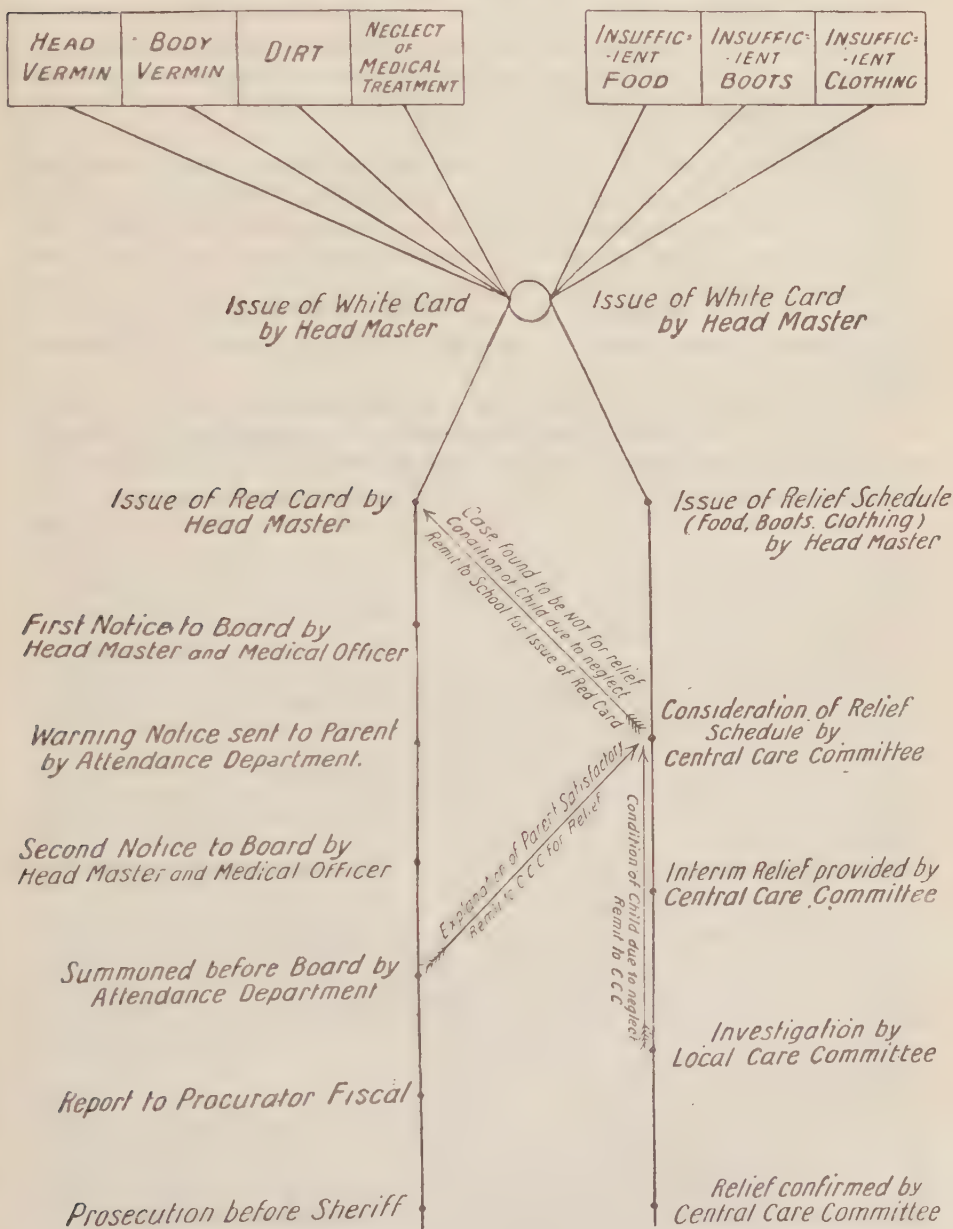 HEAD
VERMIN
BODY
VERMIN
DIRT
NEGLECT
OF
MEDICAL
TREATMENT
INSUFFIC=
-IENT
FOOD
INSUFFIC=
-IENT
BOOTS
INSUFFIC=
-IENT
CLOTHING
Issue of White Card
by Head Master
Issue of White Card
by Head Master
Issue of Red Card by
Head Master
Issue of Relief Schedule
(Food, Boots, Clothing)
by Head Master
Case found to be NOT for relief
Condition of Child due to neglect
Remit to School for Issue of Red Card
First Notice to Board by
Head Master and Medical Officer
Warning Notice sent to Parent
by Attendance Department.
Consideration of Relief
Schedule by
Central Care Committee
Explanation of Parent Satisfactory
Remit to CCC for Relief
Condition of Child due to neglect
Remit to CCC
Second Notice to Board by
Head Master and Medical Officer
Interim Relief provided by
Central Care Committee
Summoned before Board by
Attendance Department
Investigation by
Local Care Committee
Report to Procurator Fiscal
Prosecution before Sheriff
Relief confirmed by
Central Care Committee